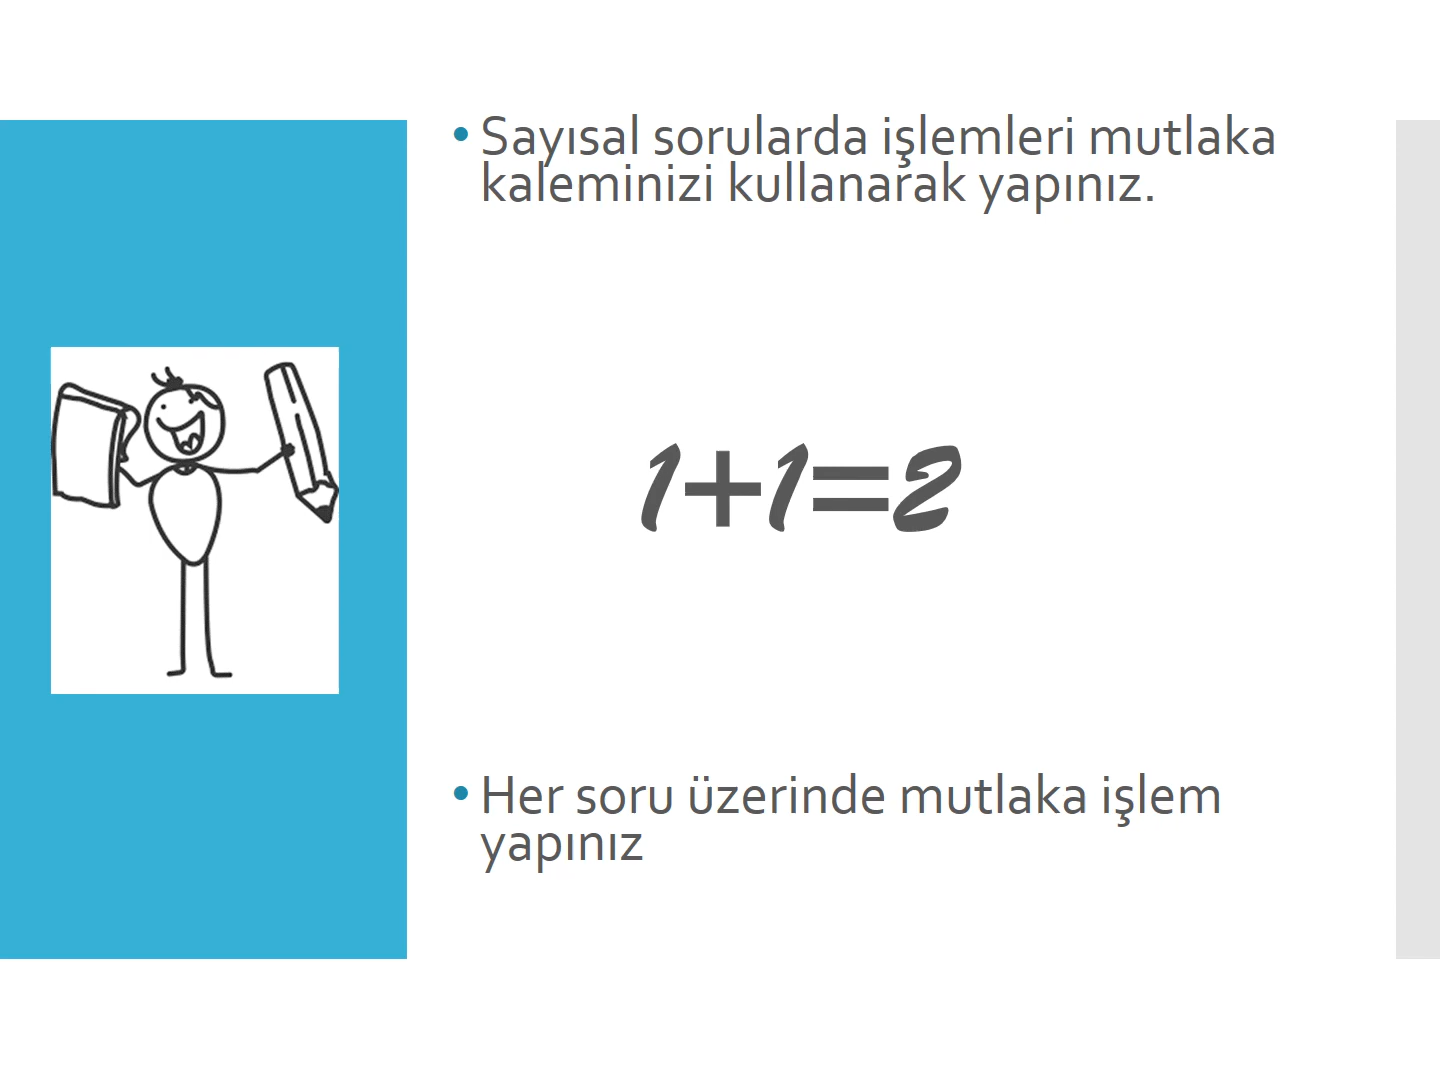 • Sayısal sorularda işlemleri mutlaka
kaleminizi kullanarak yapınız.
1+1=2
• Her soru üzerinde mutlaka işlem
yapınız